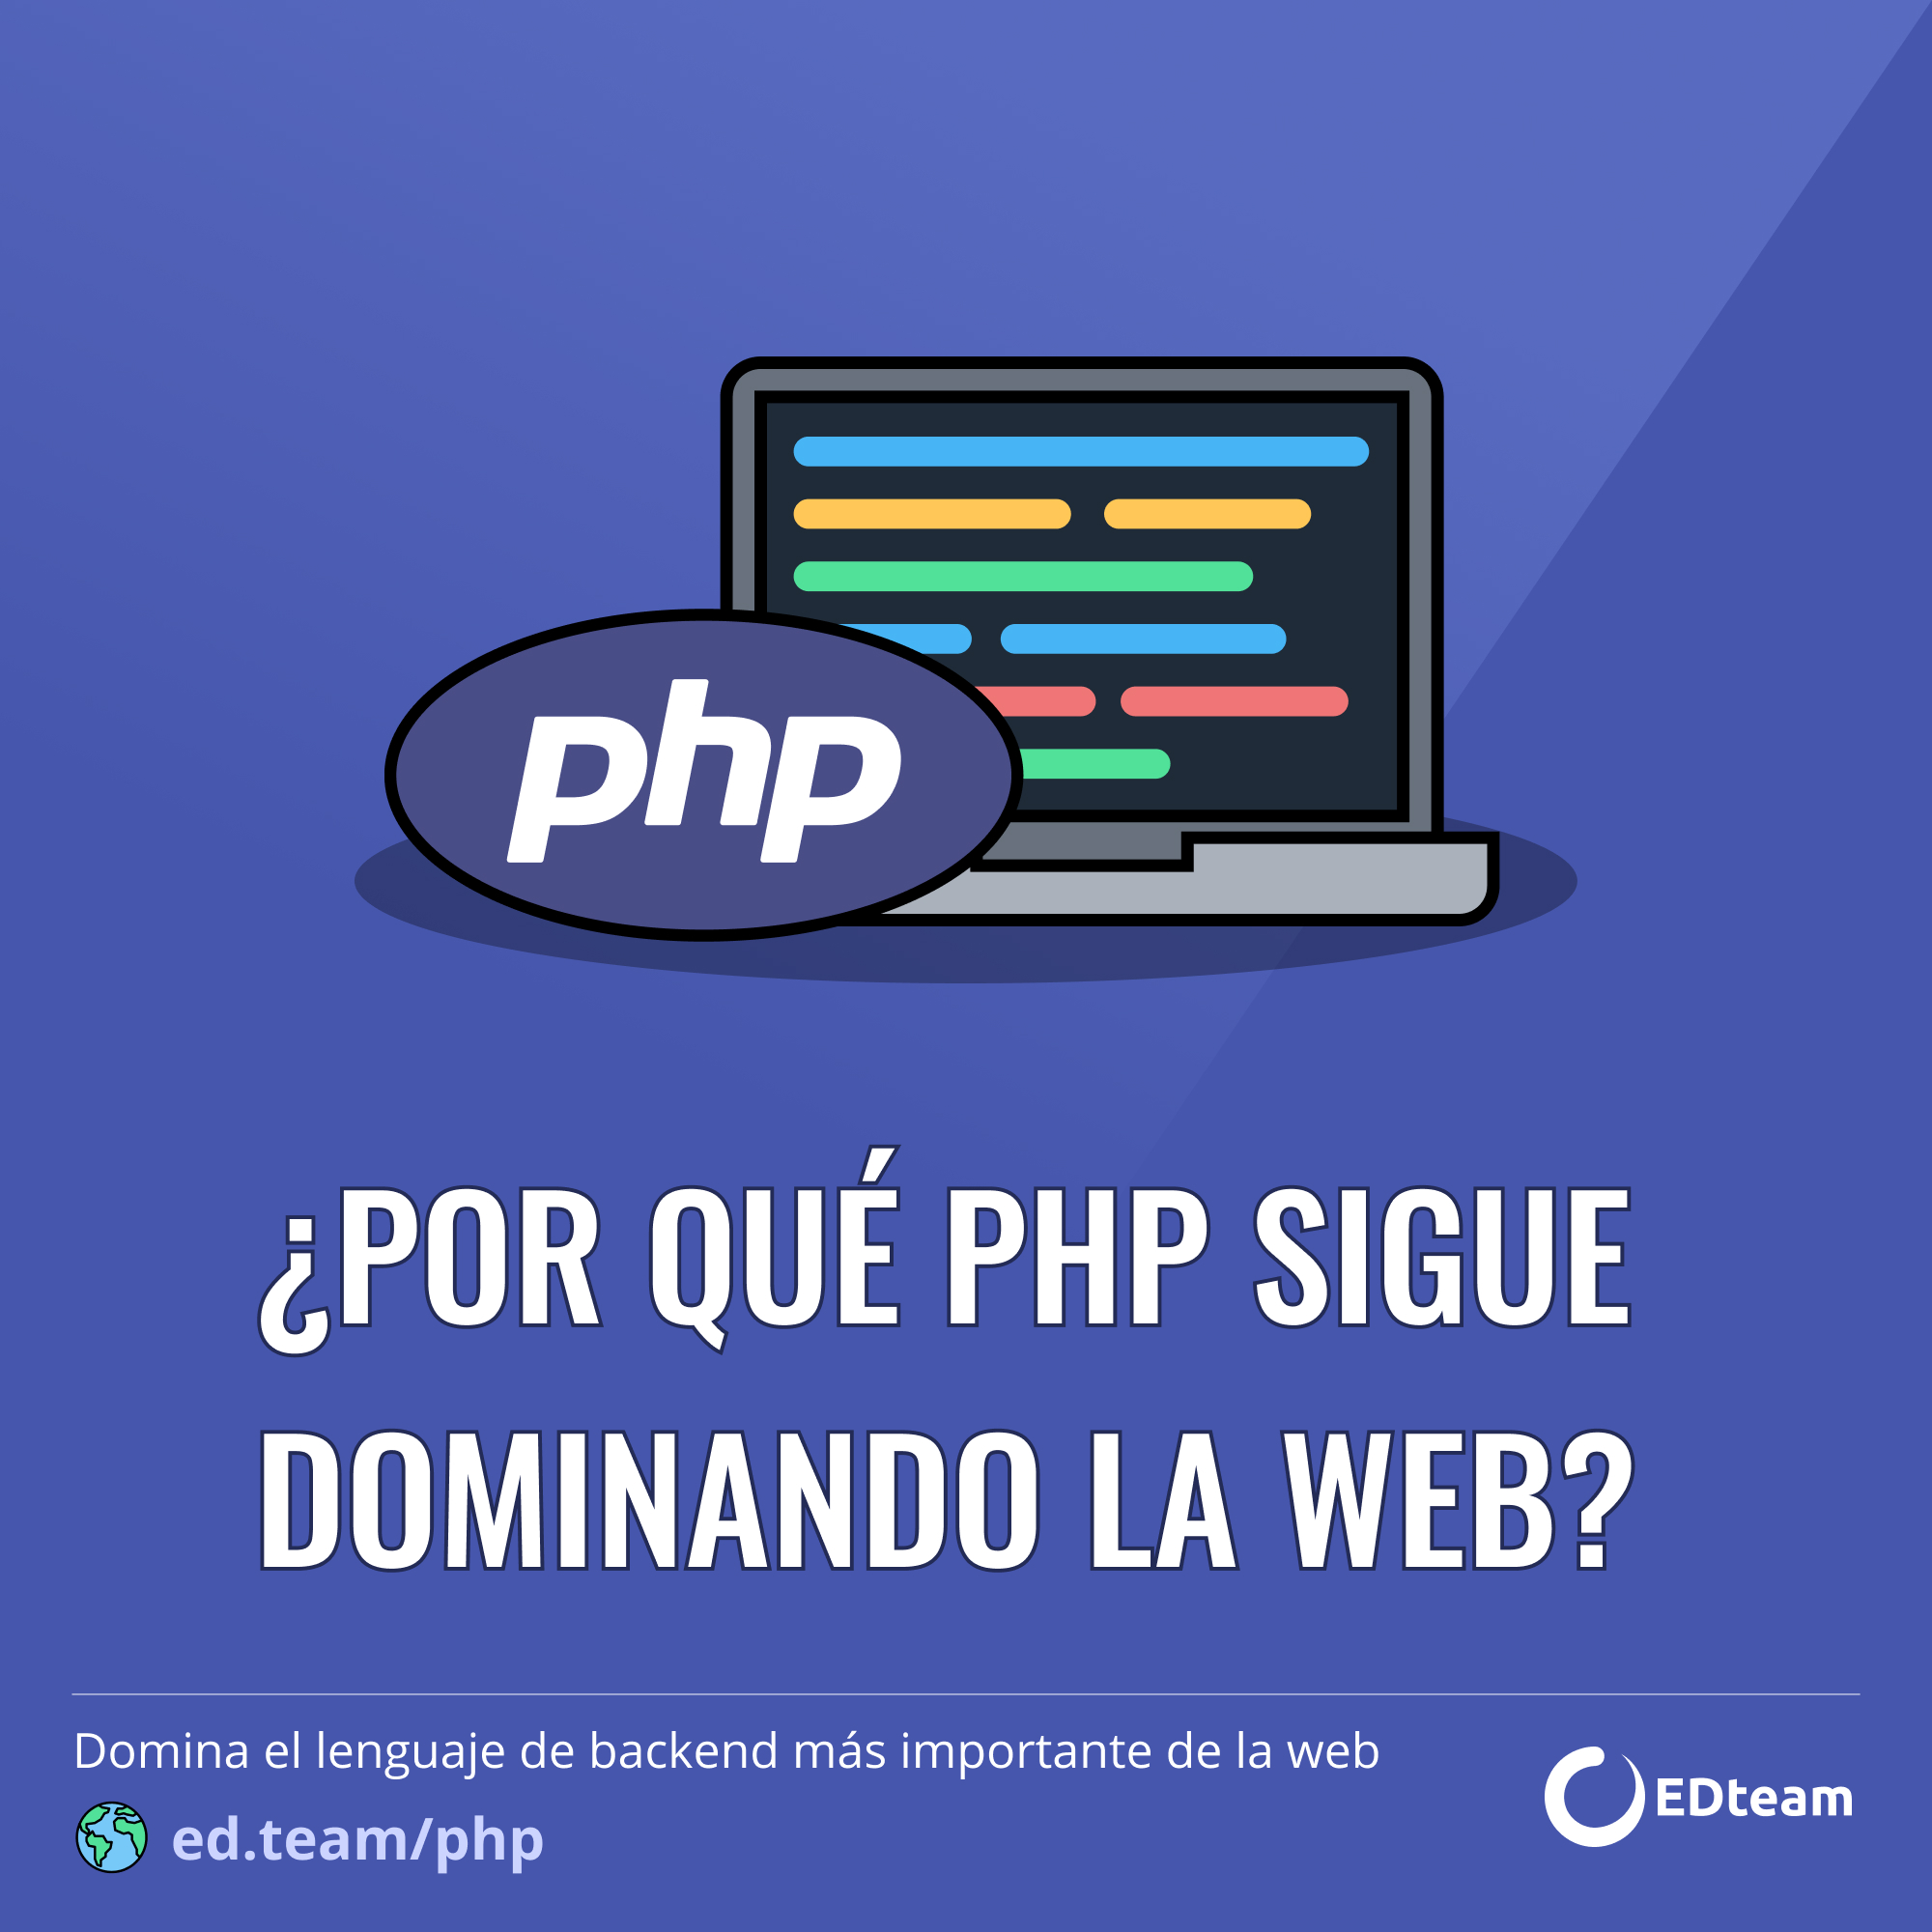 php
¿POR QUÉ PHP SIGUE
DOMINANDO LA WEB?
Domina el lenguaje de backend más importante de la web
ed.team/php
EDteam